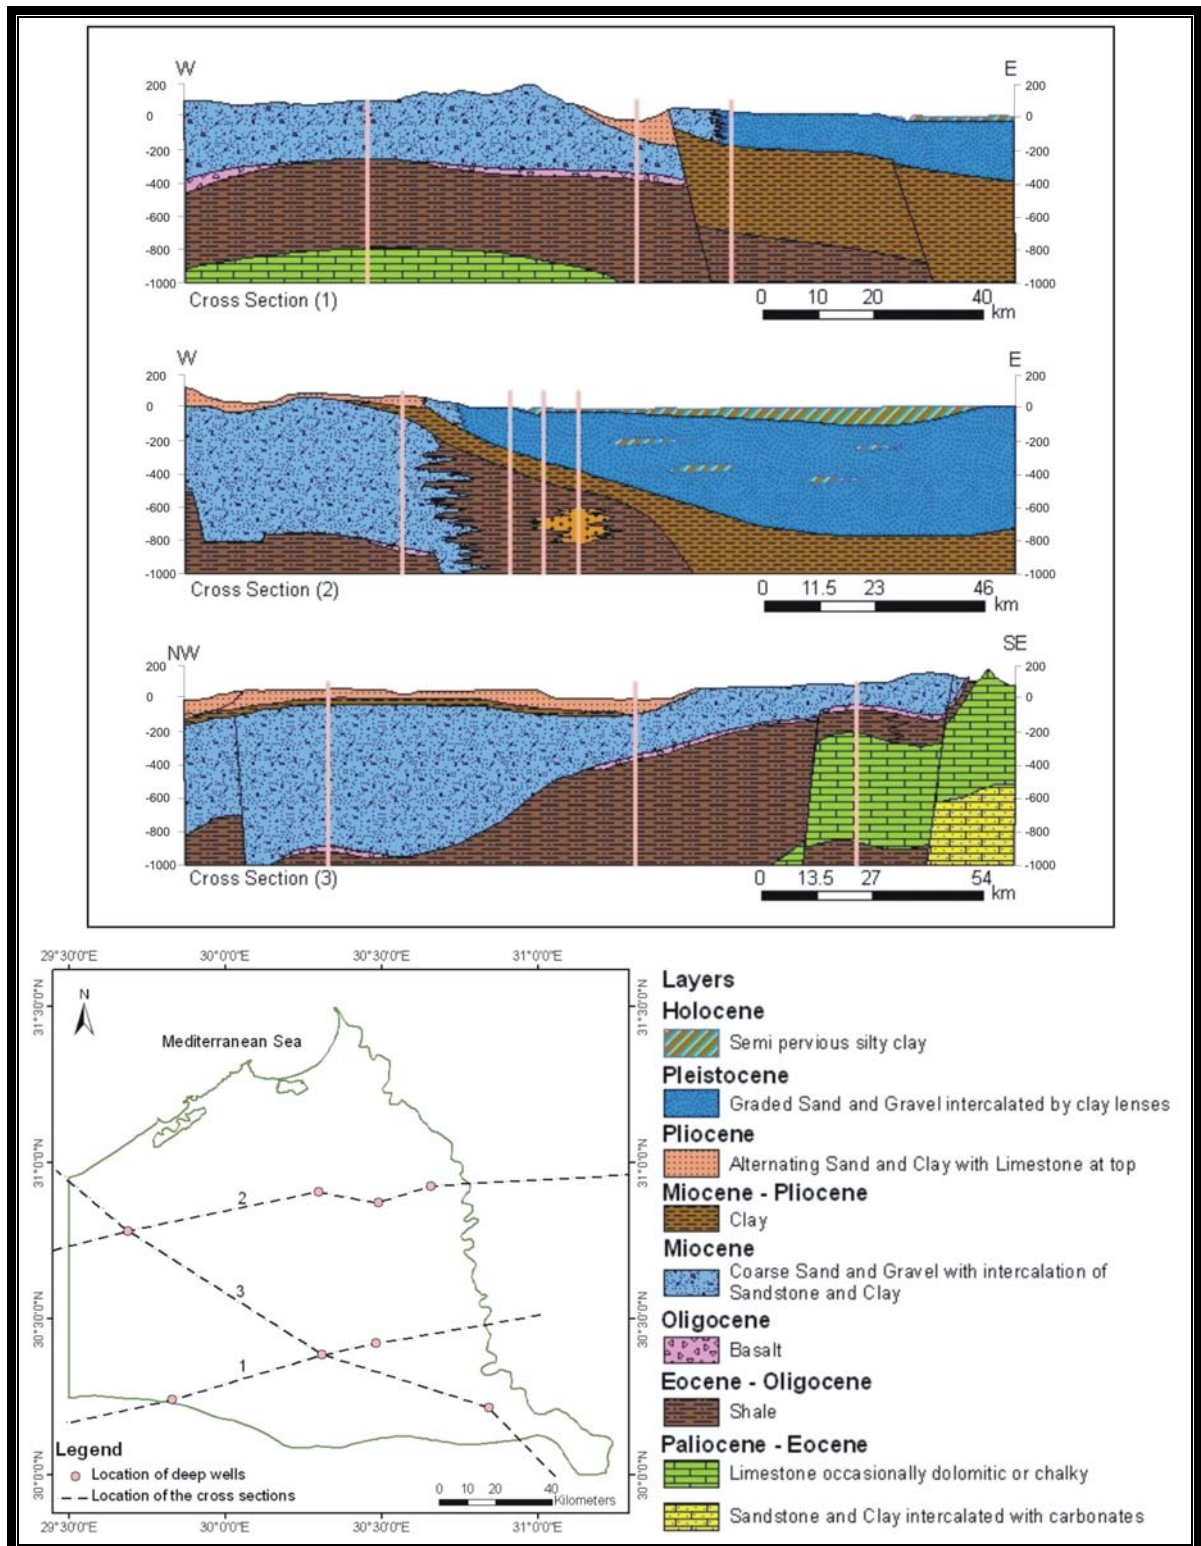 W E
200 200
0 0
-200 -200
-400 -400
-600 -600
-800 -800
-1000 -1000
Cross Section (1)
0 10 20 40
km
W E
200 200
0 0
-200 -200
-400 -400
-600 -600
-800 -800
-1000 -1000
Cross Section (2)
0 11.5 23 46
km
NW SE
200 200
0 0
-200 -200
-400 -400
-600 -600
-800 -800
-1000 -1000
Cross Section (3)
0 13.5 27 54
km
29°30'0"E 30°0'0"E 30°30'0"E 31°0'0"E
31°30'0"N 31°30'0"N
N
Mediterranean Sea
31°0'0"N 31°0'0"N
2
3
30°30'0"N 30°30'0"N
1
Legend
Location of deep wells
Location of the cross sections
0 10 20 40
Kilometers
30°0'0"N 30°0'0"N
29°30'0"E 30°0'0"E 30°30'0"E 31°0'0"E
Layers
Holocene
Semi pervious silty clay
Pleistocene
Graded Sand and Gravel intercalated by clay lenses
Pliocene
Alternating Sand and Clay with Limestone at top
Miocene - Pliocene
Clay
Miocene
Coarse Sand and Gravel with intercalation of
Sandstone and Clay
Oligocene
Basalt
Eocene - Oligocene
Shale
Paliocene - Eocene
Limestone occasionally dolomitic or chalky
Sandstone and Clay intercalated with carbonates